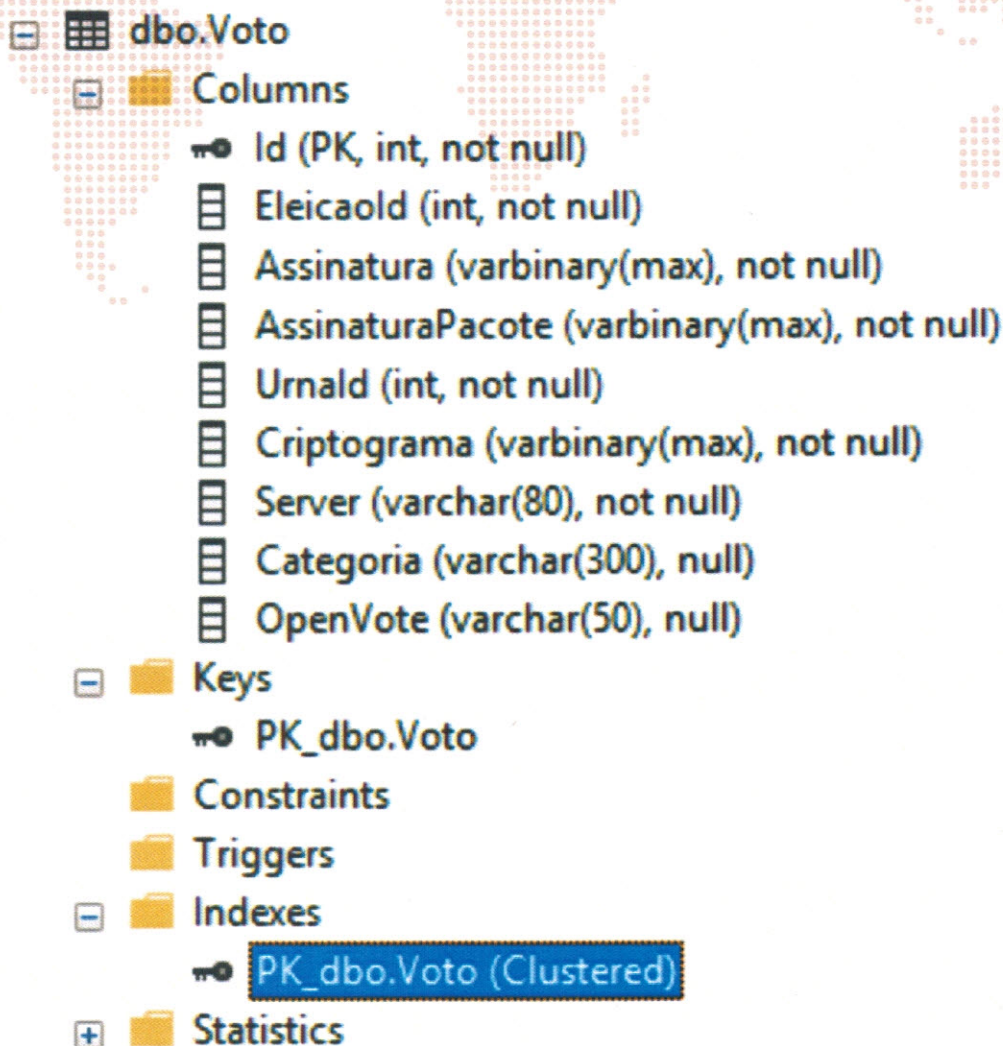 dbo.Voto
Columns
Id (PK, int, not null)
EleicaoId (int, not null)
Assinatura (varbinary(max), not null)
AssinaturaPacote (varbinary(max), not null)
UrnaId (int, not null)
Criptograma (varbinary(max), not null)
Server (varchar(80), not null)
Categoria (varchar(300), null)
OpenVote (varchar(50), null)
Keys
PK_dbo.Voto
Constraints
Triggers
Indexes
PK_dbo.Voto (Clustered)
Statistics